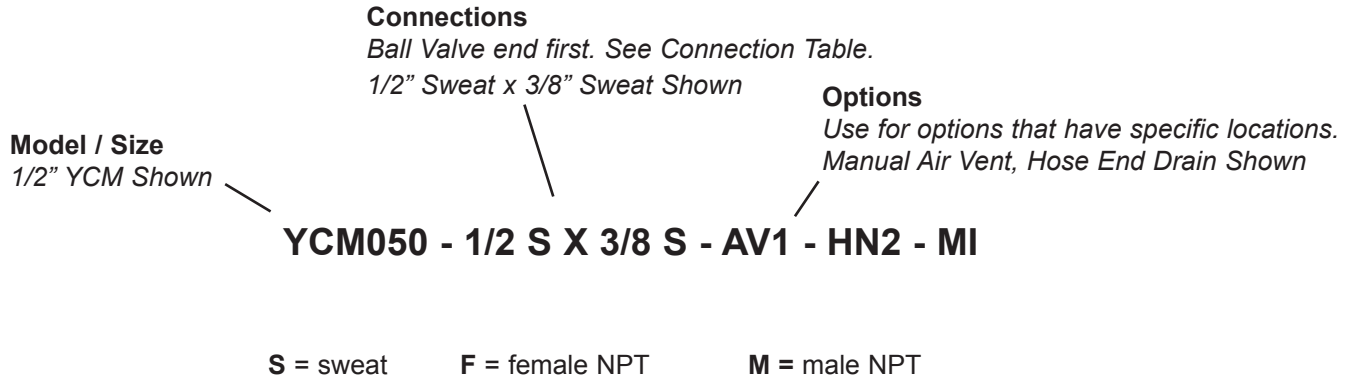 Connections
Ball Valve end first. See Connection Table.
1/2” Sweat x 3/8” Sweat Shown
Options
Use for options that have specific locations.
Manual Air Vent, Hose End Drain Shown
Model / Size
1/2” YCM Shown
YCM050 - 1/2 S X 3/8 S - AV1 - HN2 - MI
S = sweat F = female NPT M = male NPT